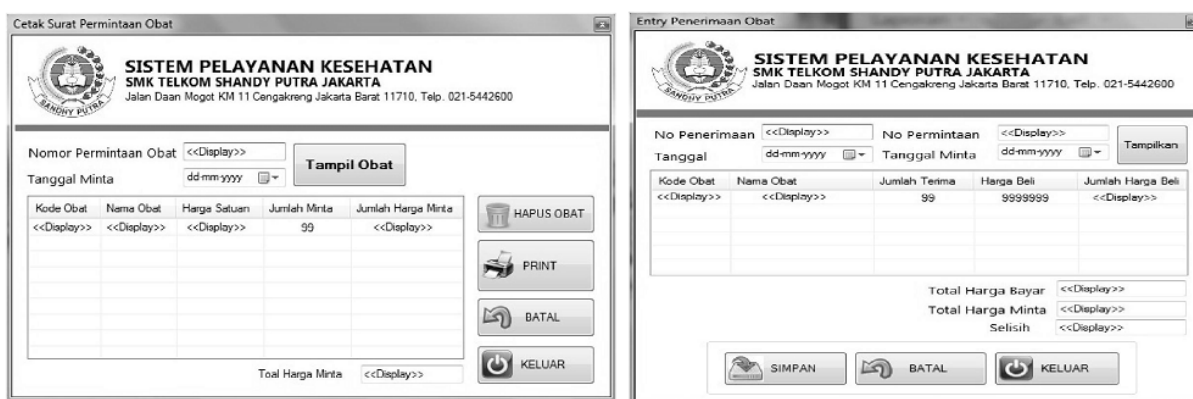 Cetak Surat Permintaan Obat
SISTEM PELAYANAN KESEHATAN
SMK TELKOM SHANDY PUTRA JAKARTA
Jalan Daan Mogot KM 11 Cengakreng Jakarta Barat 11710, Telp. 021-5442600
SANDHY PUTRA
Nomor Permintaan Obat <<Display>>
Tampil Obat
Tanggal Minta dd-mm-yyyy
Kode Obat Nama Obat Harga Satuan Jumlah Minta Jumlah Harga Minta
<<Display>> <<Display>> <<Display>> 99 <<Display>>
HAPUS OBAT
PRINT
BATAL
KELUAR
Toal Harga Minta <<Display>>
Entry Penerimaan Obat
SISTEM PELAYANAN KESEHATAN
SMK TELKOM SHANDY PUTRA JAKARTA
Jalan Daan Mogot KM 11 Cengakreng Jakarta Barat 11710, Telp. 021-5442600
SANDHY PUTRA
No Penerimaan <<Display>> No Permintaan <<Display>>
Tampilkan
Tanggal dd-mm-yyyy Tanggal Minta dd-mm-yyyy
Kode Obat Nama Obat Jumlah Terima Harga Beli Jumlah Harga Beli
<<Display>> <<Display>> 99 9999999 <<Display>>
Total Harga Bayar <<Display>>
Total Harga Minta <<Display>>
Selisih <<Display>>
SIMPAN BATAL KELUAR